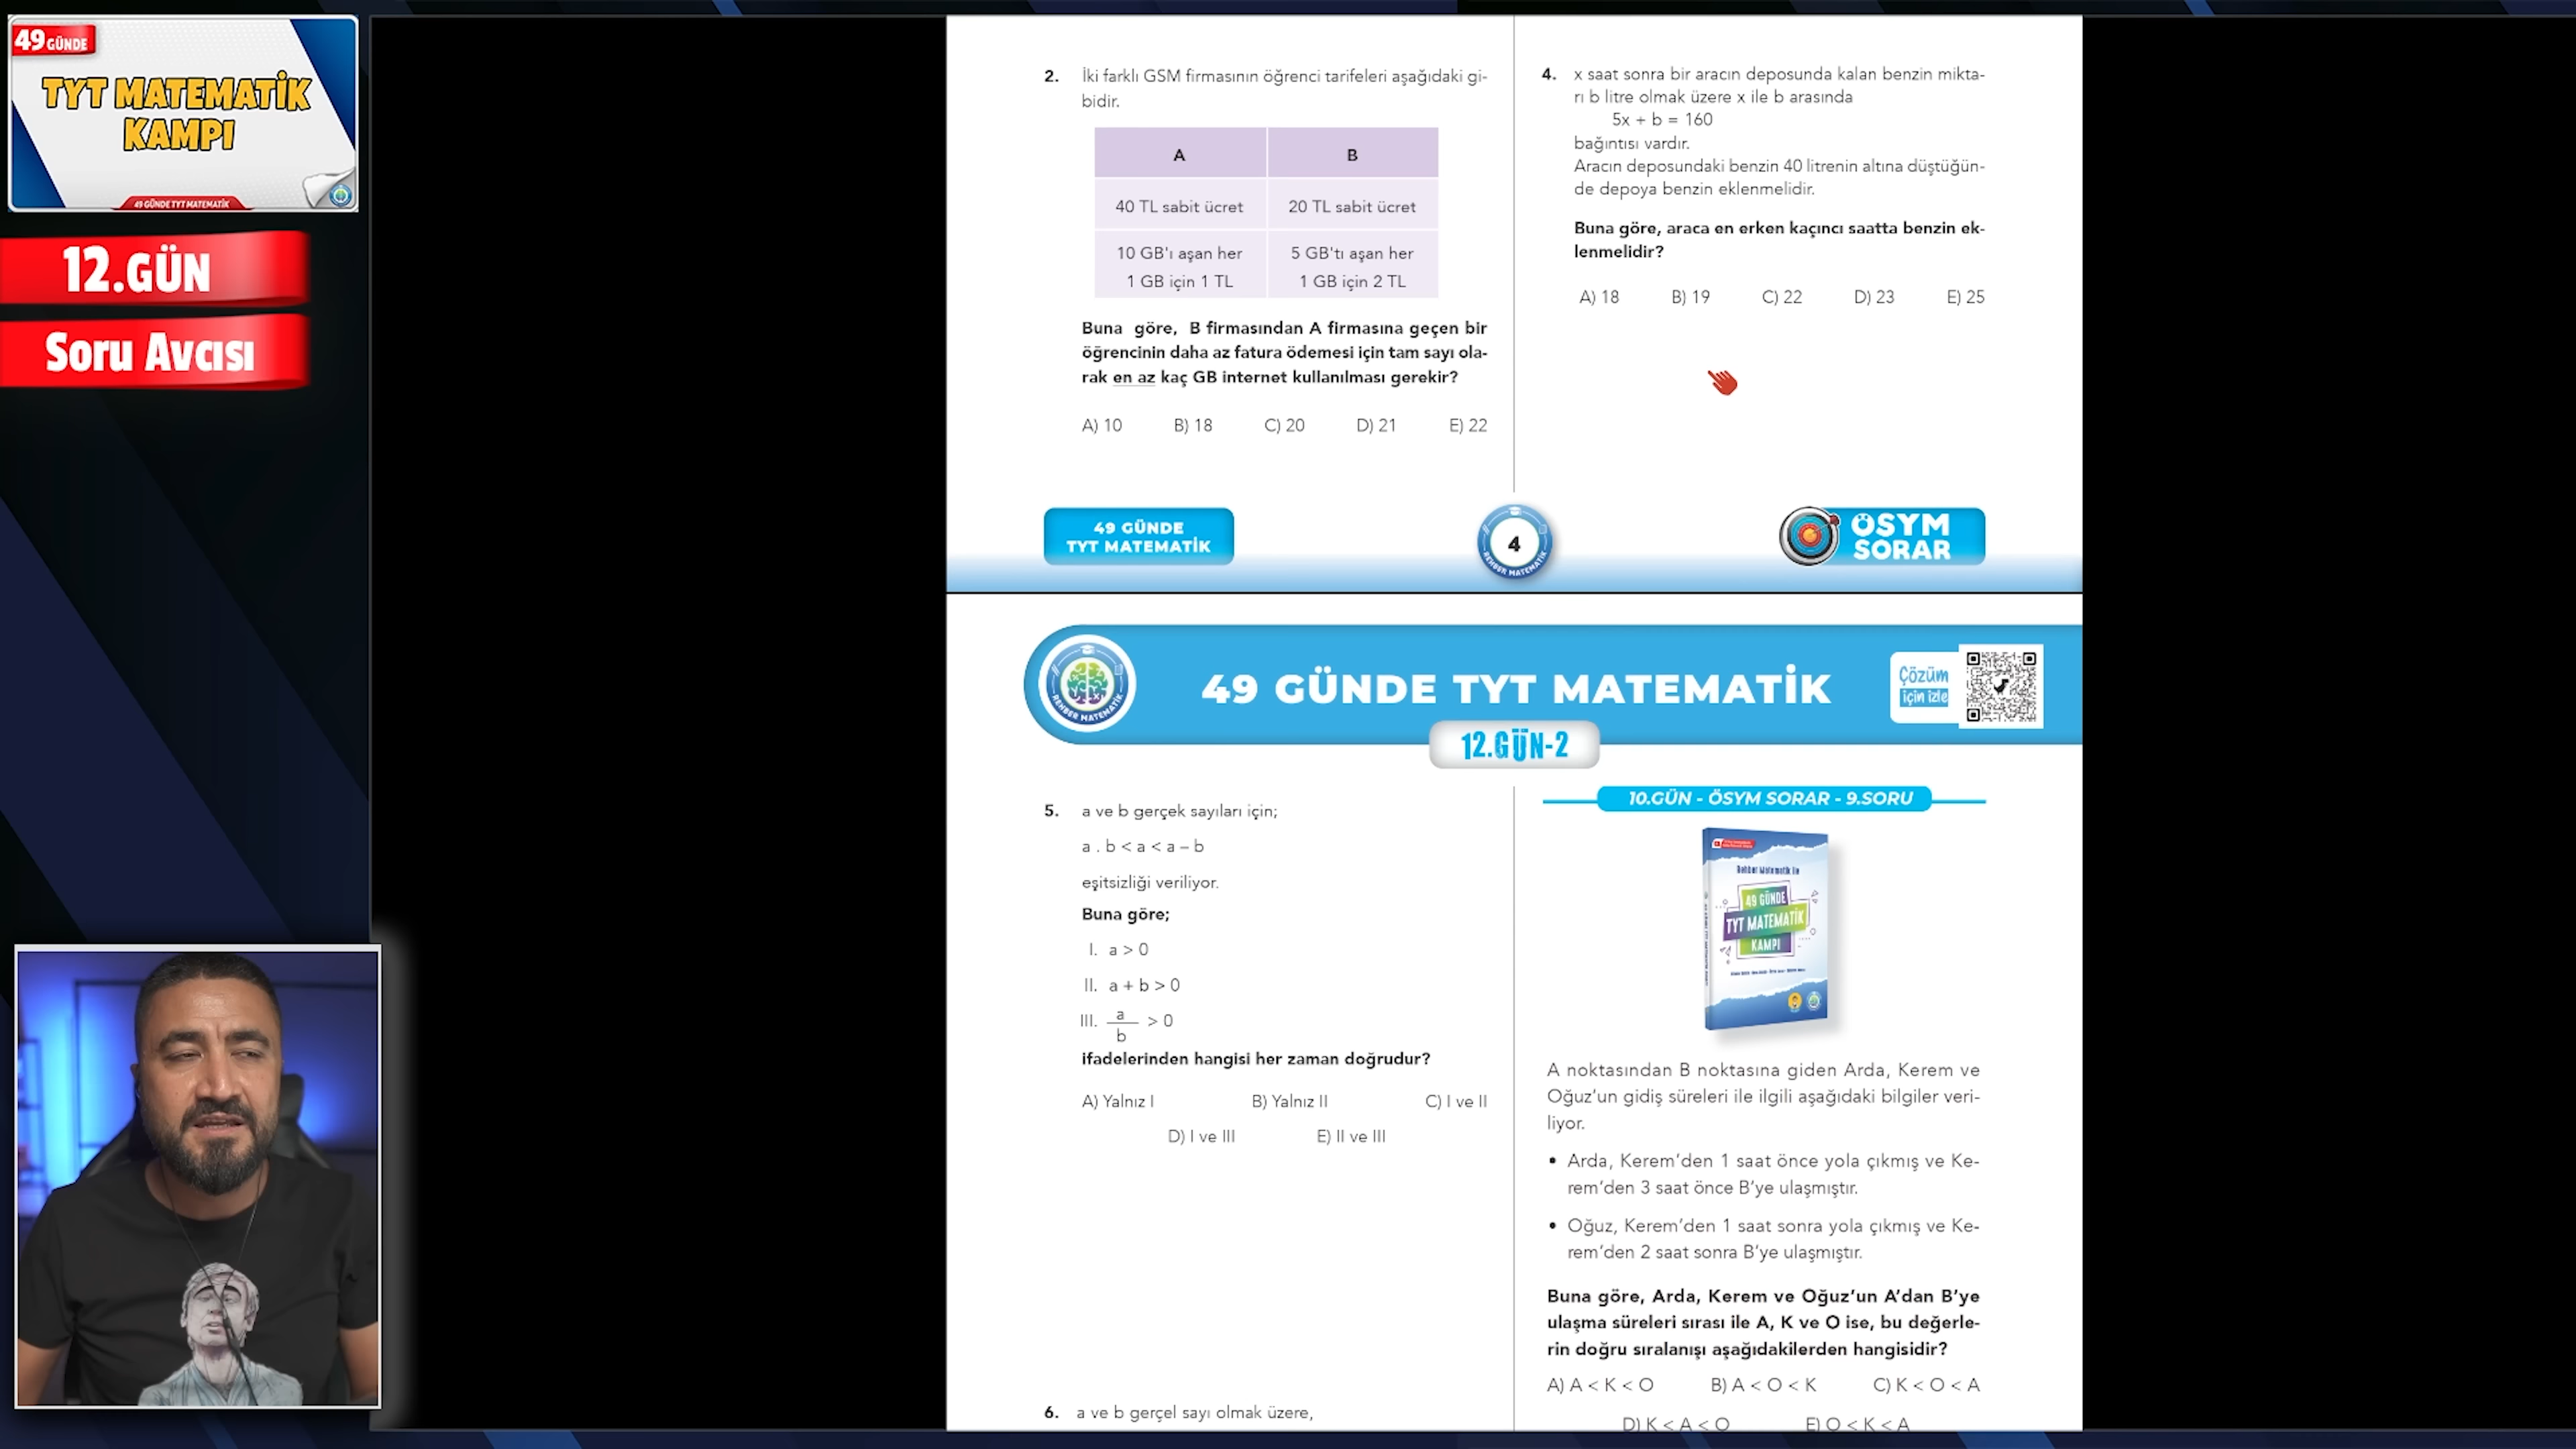 49 GÜNDE
TYT MATEMATİK
KAMPI
49 GÜNDE TYT MATEMATİK
12.GÜN
Soru Avcısı
2. İki farklı GSM firmasının öğrenci tarifeleri aşağıdaki gi-
bidir.
A B
40 TL sabit ücret 20 TL sabit ücret
10 GB'ı aşan her 5 GB'tı aşan her
1 GB için 1 TL 1 GB için 2 TL
Buna göre, B firmasından A firmasına geçen bir
öğrencinin daha az fatura ödemesi için tam sayı ola-
rak en az kaç GB internet kullanılması gerekir?
A) 10 B) 18 C) 20 D) 21 E) 22
4. x saat sonra bir aracın deposunda kalan benzin mikta-
rı b litre olmak üzere x ile b arasında
5x + b = 160
bağıntısı vardır.
Aracın deposundaki benzin 40 litrenin altına düştüğün-
de depoya benzin eklenmelidir.
Buna göre, araca en erken kaçıncı saatta benzin ek-
lenmelidir?
A) 18 B) 19 C) 22 D) 23 E) 25
49 GÜNDE
TYT MATEMATİK
4
REHBER MATEMATİK
ÖSYM
SORAR
REHBER MATEMATİK
49 GÜNDE TYT MATEMATİK
Çözüm
için izle
12.GÜN-2
5. a ve b gerçek sayıları için;
a . b < a < a – b
eşitsizliği veriliyor.
Buna göre;
I. a > 0
II. a + b > 0
III. a/b > 0
ifadelerinden hangisi her zaman doğrudur?
A) Yalnız I B) Yalnız II C) I ve II
D) I ve III E) II ve III
6. a ve b gerçel sayı olmak üzere,
10.GÜN - ÖSYM SORAR - 9.SORU
Rehber Matematik ile
49 GÜNDE
TYT MATEMATİK
KAMPI
A noktasından B noktasına giden Arda, Kerem ve
Oğuz'un gidiş süreleri ile ilgili aşağıdaki bilgiler veri-
liyor.
• Arda, Kerem'den 1 saat önce yola çıkmış ve Ke-
rem'den 3 saat önce B'ye ulaşmıştır.
• Oğuz, Kerem'den 1 saat sonra yola çıkmış ve Ke-
rem'den 2 saat sonra B'ye ulaşmıştır.
Buna göre, Arda, Kerem ve Oğuz'un A'dan B'ye
ulaşma süreleri sırası ile A, K ve O ise, bu değerle-
rin doğru sıralanışı aşağıdakilerden hangisidir?
A) A < K < O B) A < O < K C) K < O < A
D) K < A < O E) O < K < A